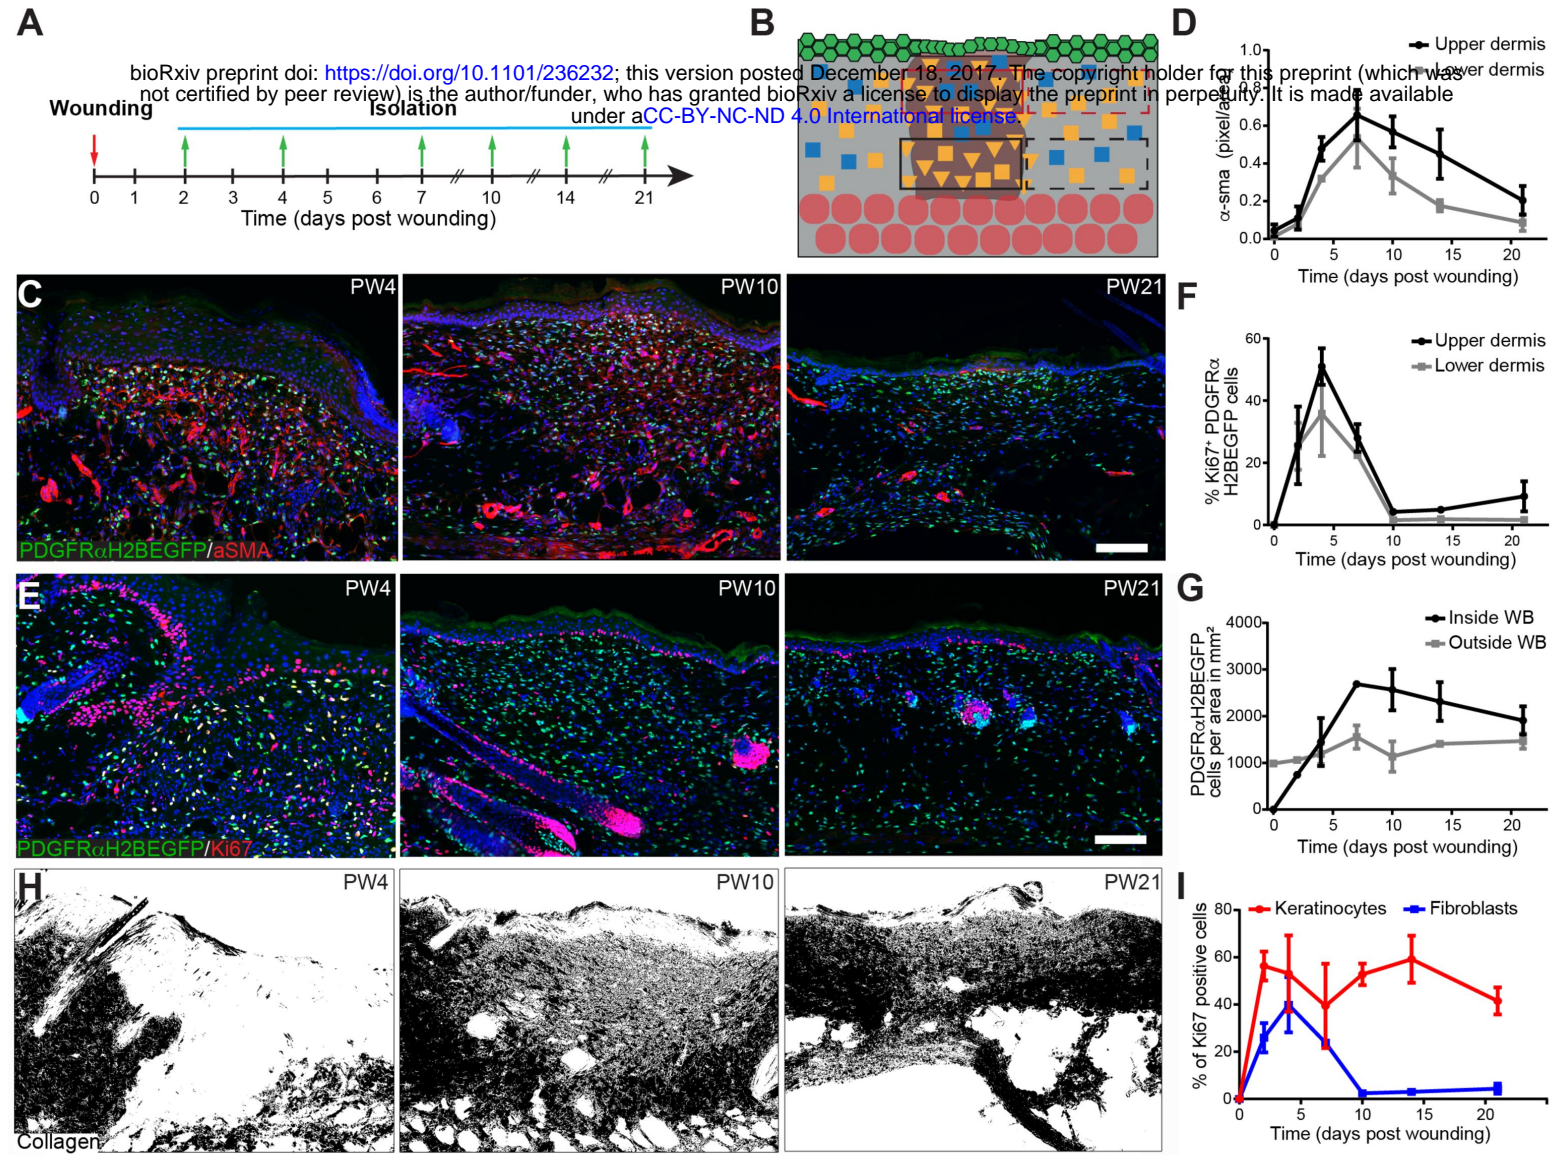 A
B
D
bioRxiv preprint doi: https://doi.org/10.1101/236232; this version posted December 18, 2017. The copyright holder for this preprint (which was
not certified by peer review) is the author/funder, who has granted bioRxiv a license to display the preprint in perpetuity. It is made available
under aCC-BY-NC-ND 4.0 International license.
Wounding
Isolation
0 1 2 3 4 5 6 7 10 14 21
Time (days post wounding)
Upper dermis
Lower dermis
α-sma (pixel/area)
1.0
0.8
0.6
0.4
0.2
0.0
0 5 10 15 20
Time (days post wounding)
C
PW4
PW10
PW21
PDGFRαH2BEGFP/aSMA
F
Upper dermis
Lower dermis
% Ki67+ PDGFRα
H2BEGFP cells
60
40
20
0
0 5 10 15 20
Time (days post wounding)
E
PW4
PW10
PW21
PDGFRαH2BEGFP/Ki67
G
Inside WB
Outside WB
PDGFRαH2BEGFP
cells per area in mm²
4000
3000
2000
1000
0
0 5 10 15 20
Time (days post wounding)
H
PW4
PW10
PW21
Collagen
I
Keratinocytes
Fibroblasts
% of Ki67 positive cells
80
60
40
20
0
0 5 10 15 20
Time (days post wounding)